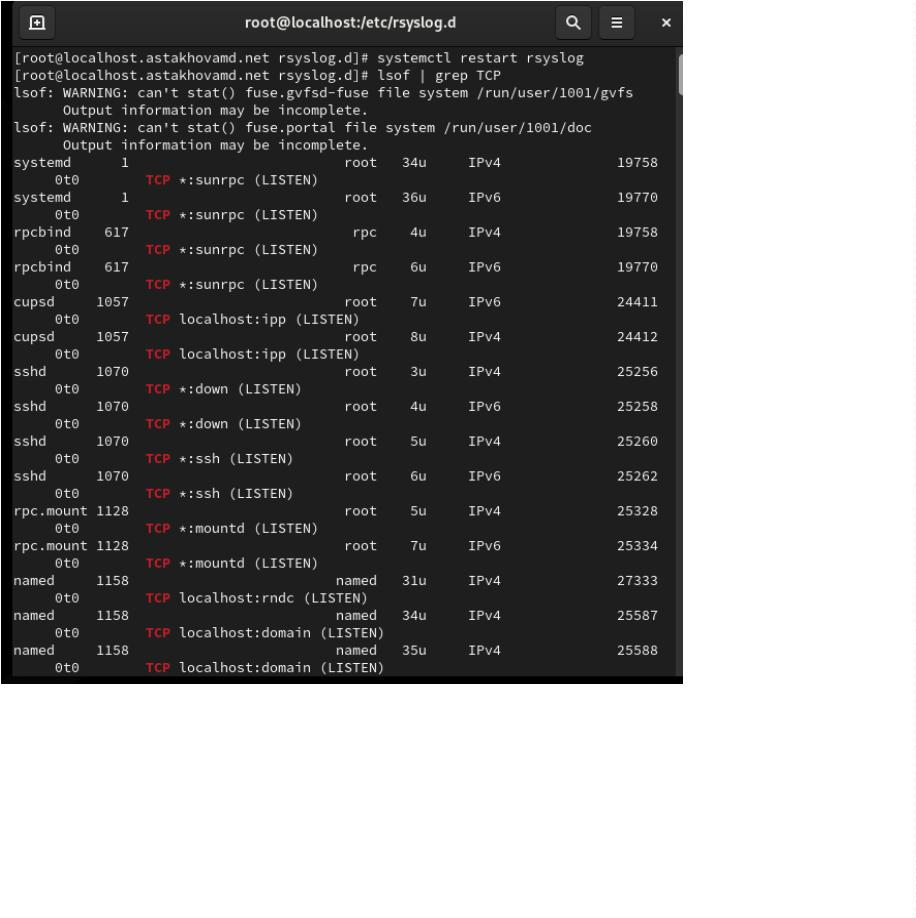 root@localhost:/etc/rsyslog.d
[root@localhost.astakhovamd.net rsyslog.d]# systemctl restart rsyslog
[root@localhost.astakhovamd.net rsyslog.d]# lsof | grep TCP
lsof: WARNING: can't stat() fuse.gvfsd-fuse file system /run/user/1001/gvfs
      Output information may be incomplete.
lsof: WARNING: can't stat() fuse.portal file system /run/user/1001/doc
      Output information may be incomplete.
systemd 1 root 34u IPv4 19758
0t0 TCP *:sunrpc (LISTEN)
systemd 1 root 36u IPv6 19770
0t0 TCP *:sunrpc (LISTEN)
rpcbind 617 rpc 4u IPv4 19758
0t0 TCP *:sunrpc (LISTEN)
rpcbind 617 rpc 6u IPv6 19770
0t0 TCP *:sunrpc (LISTEN)
cupsd 1057 root 7u IPv6 24411
0t0 TCP localhost:ipp (LISTEN)
cupsd 1057 root 8u IPv4 24412
0t0 TCP localhost:ipp (LISTEN)
sshd 1070 root 3u IPv4 25256
0t0 TCP *:down (LISTEN)
sshd 1070 root 4u IPv6 25258
0t0 TCP *:down (LISTEN)
sshd 1070 root 5u IPv4 25260
0t0 TCP *:ssh (LISTEN)
sshd 1070 root 6u IPv6 25262
0t0 TCP *:ssh (LISTEN)
rpc.mount 1128 root 5u IPv4 25328
0t0 TCP *:mountd (LISTEN)
rpc.mount 1128 root 7u IPv6 25334
0t0 TCP *:mountd (LISTEN)
named 1158 named 31u IPv4 27333
0t0 TCP localhost:rndc (LISTEN)
named 1158 named 34u IPv4 25587
0t0 TCP localhost:domain (LISTEN)
named 1158 named 35u IPv4 25588
0t0 TCP localhost:domain (LISTEN)